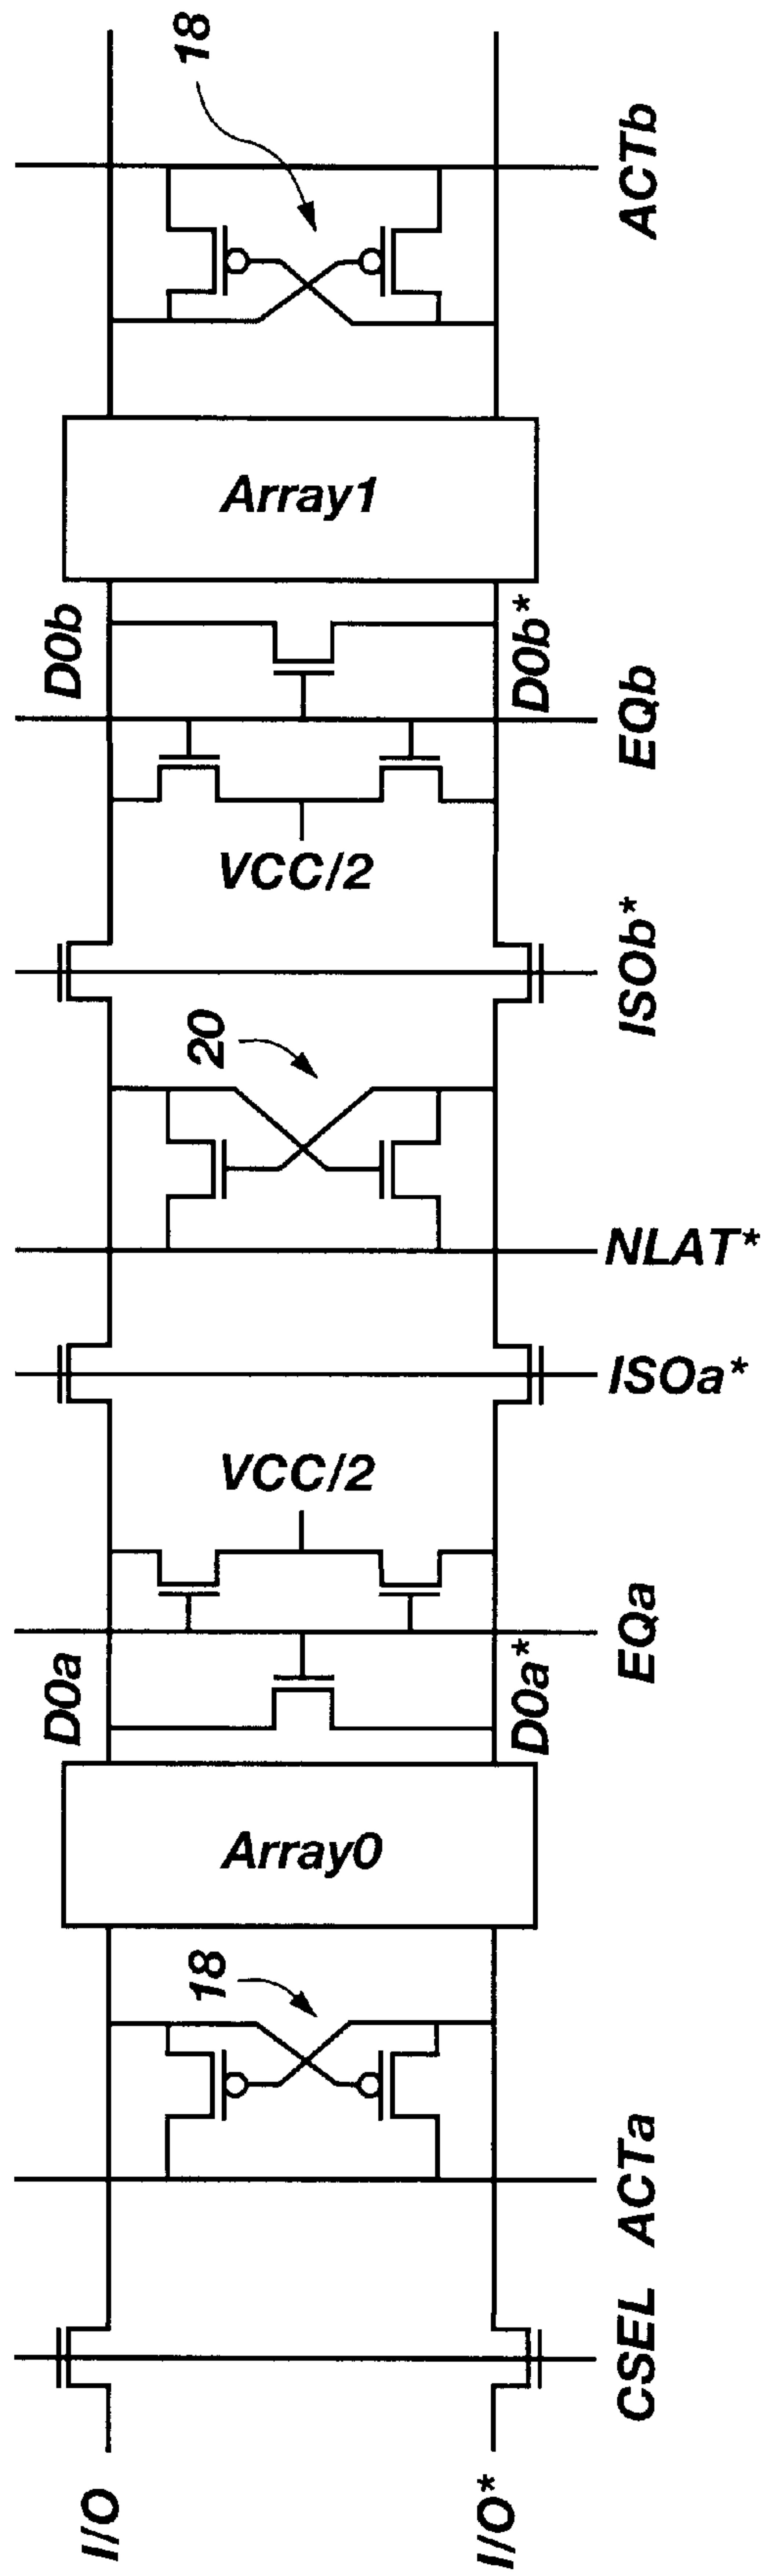 18
ACTb
Array1
D0b
D0b*
EQb
VCC/2
ISOb*
20
NLAT*
ISOa*
VCC/2
EQa
D0a
D0a*
Array0
18
ACTa
CSEL
I/O
I/O*